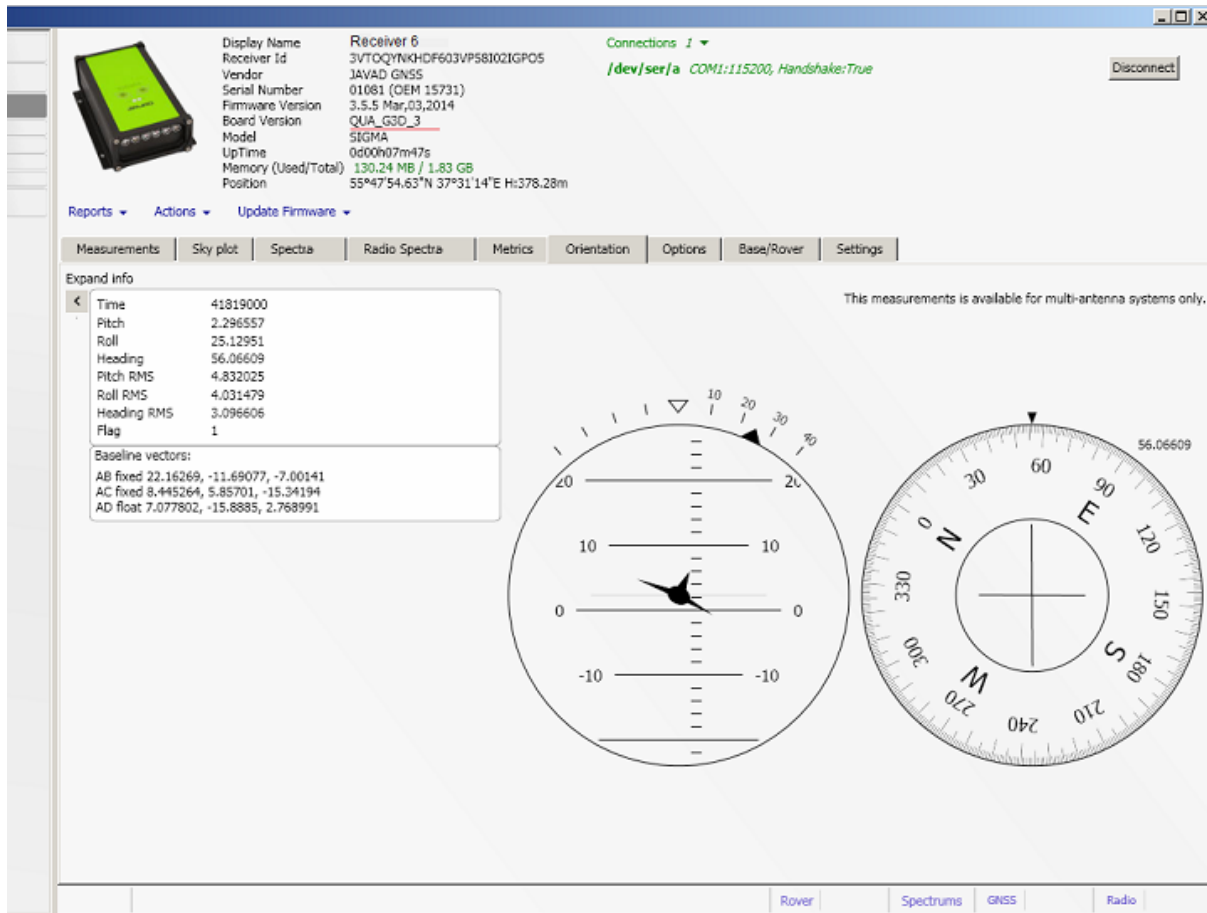 Display Name Receiver 6
Receiver Id 3VTOQYNKHDF603VP58I02IGPO5
Vendor JAVAD GNSS
Serial Number 01081 (OEM 15731)
Firmware Version 3.5.5 Mar,03,2014
Board Version QUA_G3D_3
Model SIGMA
UpTime 0d00h07m47s
Memory (Used/Total) 130.24 MB / 1.83 GB
Position 55°47'54.63"N 37°31'14"E H:378.28m
Connections 1
/dev/ser/a COM1:115200, Handshake:True
Disconnect
Reports Actions Update Firmware
Measurements Sky plot Spectra Radio Spectra Metrics Orientation Options Base/Rover Settings
Expand info
<
Time 41819000
Pitch 2.296557
Roll 25.12951
Heading 56.06609
Pitch RMS 4.832025
Roll RMS 4.031479
Heading RMS 3.096606
Flag 1
Baseline vectors:
AB fixed 22.16269, -11.69077, -7.00141
AC fixed 8.445264, 5.85701, -15.34194
AD float 7.077802, -15.8885, 2.768991
This measurements is available for multi-antenna systems only.
10 20 30 40
20 20
10 10
0 0
-10 -10
56.06609
0 30 60 90 120 150 180 210 240 270 300 330
N E S W
Rover Spectrums GNSS Radio